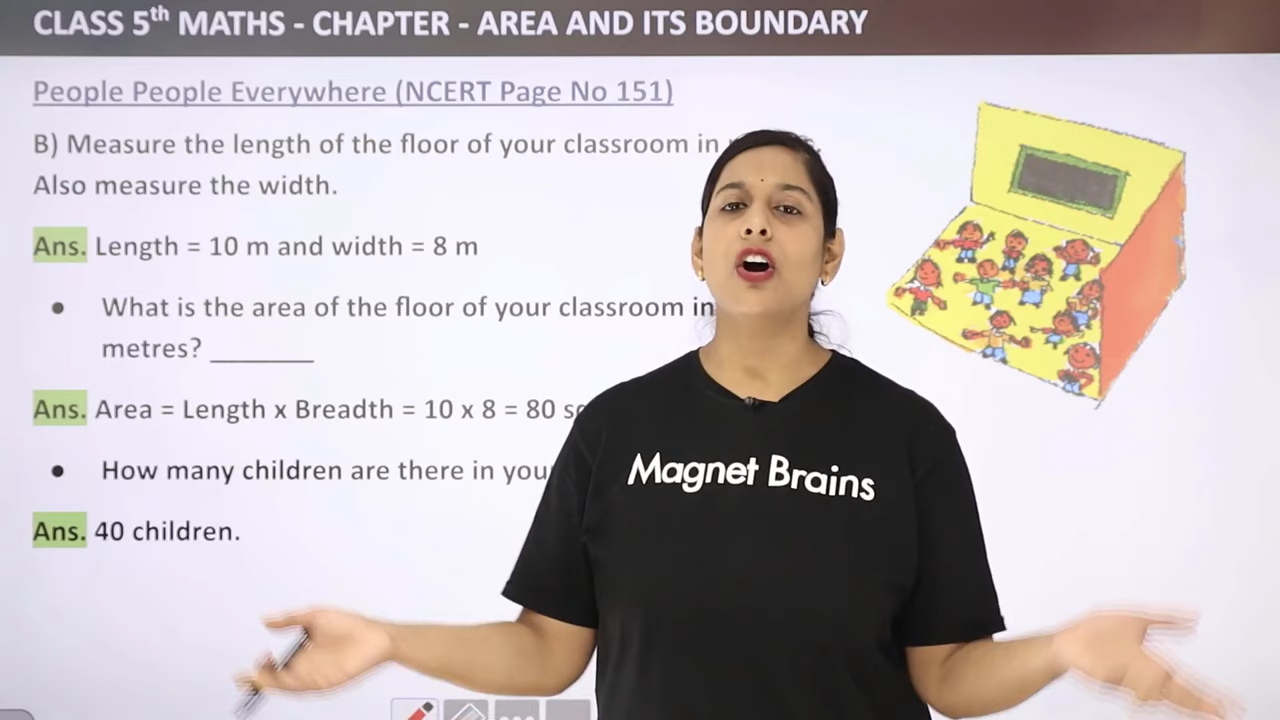 CLASS 5th MATHS - CHAPTER - AREA AND ITS BOUNDARY
People People Everywhere (NCERT Page No 151)
B) Measure the length of the floor of your classroom in
Also measure the width.
Ans. Length = 10 m and width = 8 m
• What is the area of the floor of your classroom in
metres? ________
Ans. Area = Length x Breadth = 10 x 8 = 80
• How many children are there in you
Ans. 40 children.
Magnet Brains